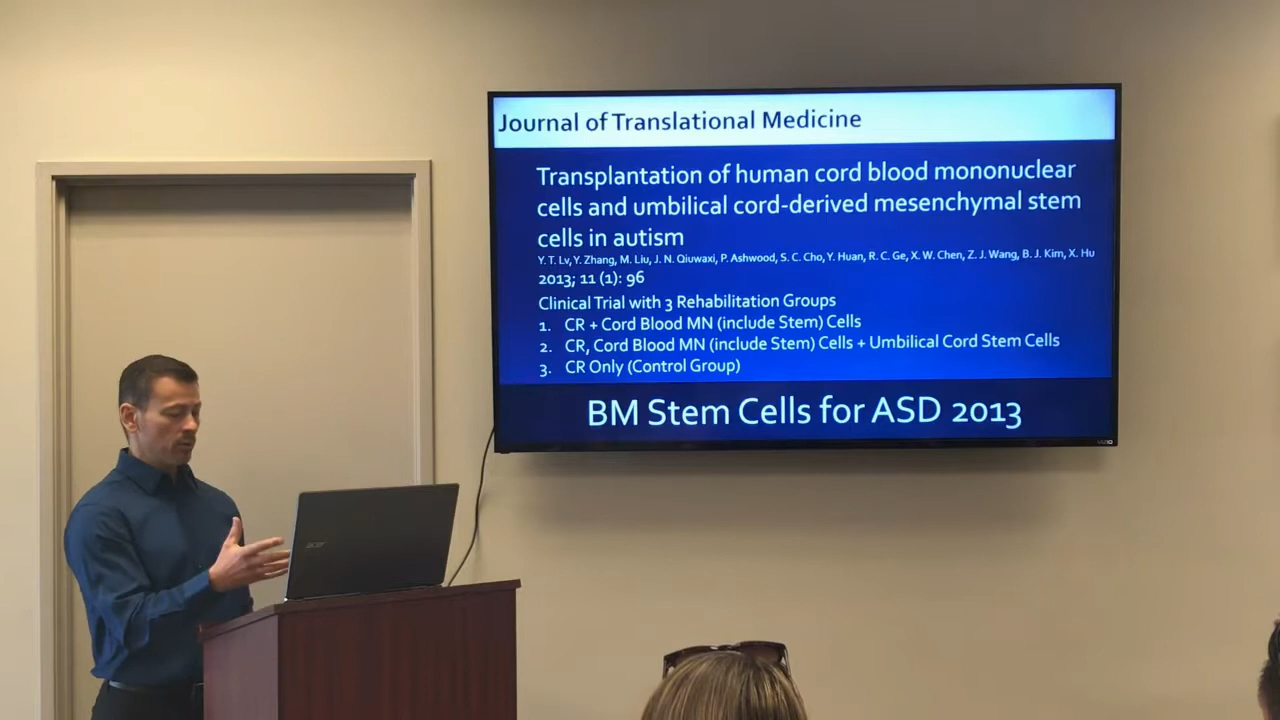 Journal of Translational Medicine
Transplantation of human cord blood mononuclear
cells and umbilical cord-derived mesenchymal stem
cells in autism
Y. T. Lv, Y. Zhang, M. Liu, J. N. Qiuwaxi, P. Ashwood, S. C. Cho, Y. Huan, R. C. Ge, X. W. Chen, Z. J. Wang, B. J. Kim, X. Hu
2013; 11 (1): 96
Clinical Trial with 3 Rehabilitation Groups
1. CR + Cord Blood MN (include Stem) Cells
2. CR, Cord Blood MN (include Stem) Cells + Umbilical Cord Stem Cells
3. CR Only (Control Group)
BM Stem Cells for ASD 2013
VIZIO
acer